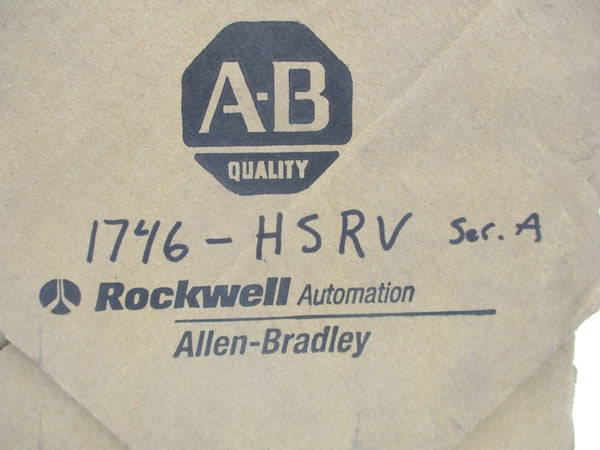 A-B
QUALITY
1746-HSRV Ser. A
Rockwell Automation
Allen-Bradley